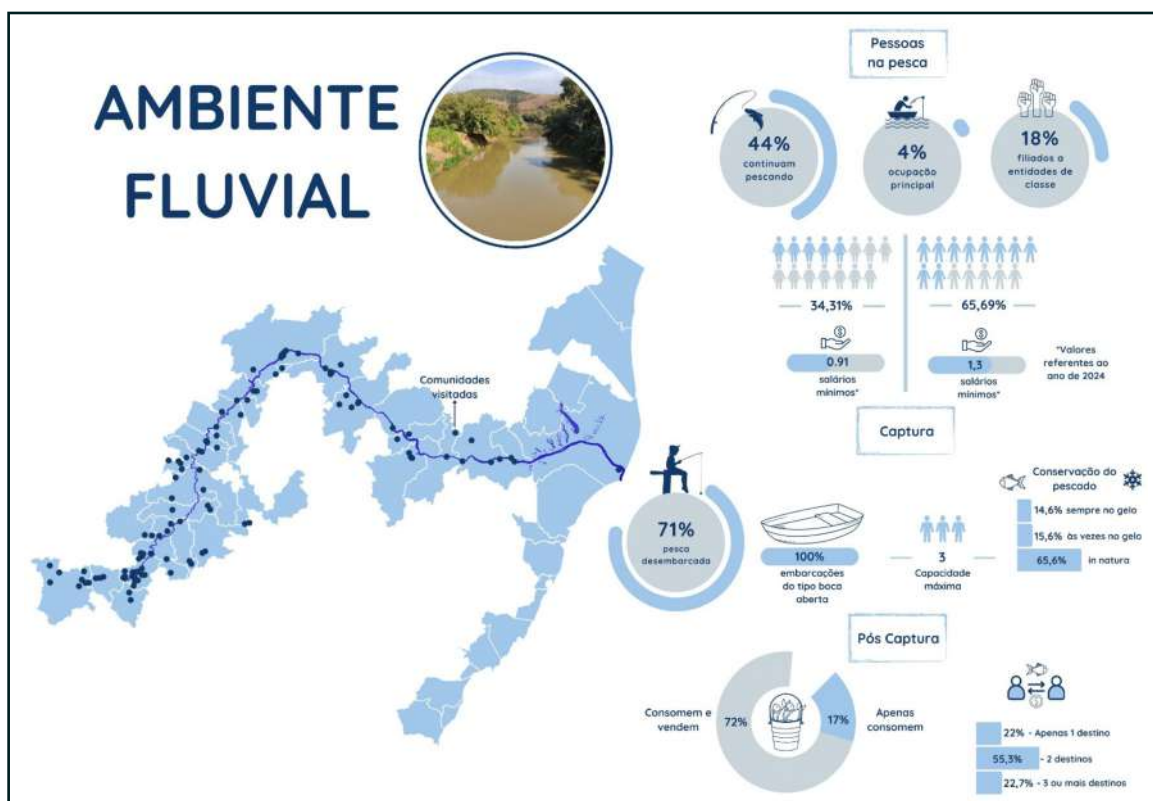 AMBIENTE
FLUVIAL
Comunidades
visitadas
Pessoas
na pesca
44%
continuam
pescando
4%
ocupação
principal
18%
filiados a
entidades de
classe
34,31%
65,69%
0.91
salários
mínimos*
1,3
salários
mínimos*
*Valores
referentes ao
ano de 2024
Captura
71%
pesca
desembarcada
100%
embarcações
do tipo boca
aberta
3
Capacidade
máxima
Conservação do
pescado
14,6% sempre no gelo
15,6% às vezes no gelo
65,6% in natura
Pós Captura
Consomem e
vendem
72%
17%
Apenas
consomem
22% - Apenas 1 destino
55,3% - 2 destinos
22,7% - 3 ou mais destinos